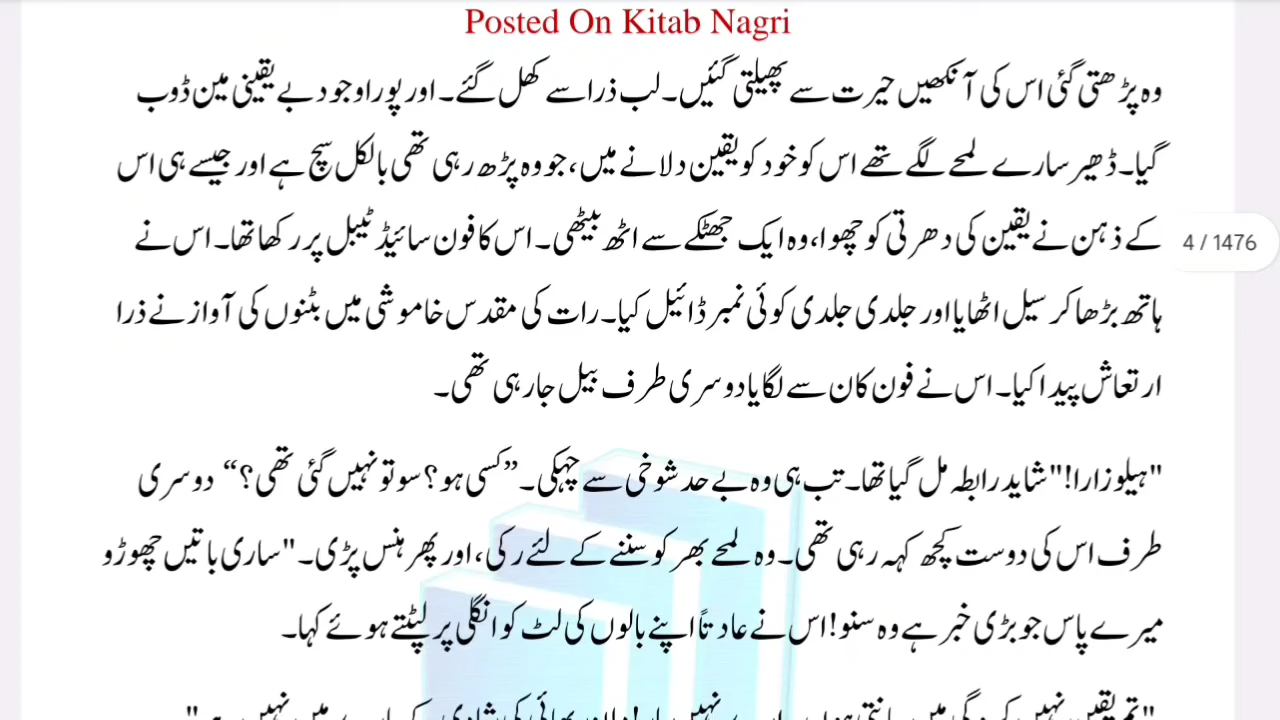 Posted On Kitab Nagri
وہ پڑھتی گئی اس کی آنکھیں حیرت سے پھیلتی گئیں۔ لب ذرا سے کھل گئے۔ اور پورا وجود بے یقینی مین ڈوب
گیا۔ ڈھیر سارے لمحے لگے تھے اس کو خود کو یقین دلانے میں، جو وہ پڑھ رہی تھی بالکل سچ ہے اور جیسے ہی اس
کے ذہن نے یقین کی دھرتی کو چھوا، وہ ایک جھٹکے سے اٹھ بیٹھی۔ اس کا فون سائیڈ ٹیبل پر رکھا تھا۔ اس نے
4 / 1476
ہاتھ بڑھا کر سیل اٹھایا اور جلدی جلدی کوئی نمبر ڈائیل کیا۔ رات کی مقدس خاموشی میں بٹنوں کی آواز نے ذرا
ارتعاش پیدا کیا۔ اس نے فون کان سے لگایا دوسری طرف بیل جا رہی تھی۔
"ہیلو زارا!" شاید رابطہ مل گیا تھا۔ تب ہی وہ بے حد شوخی سے چہکی۔ ”کسی ہو؟ سو تو نہیں گئی تھی؟“ دوسری
طرف اس کی دوست کچھ کہہ رہی تھی۔ وہ لمحے بھر کو سننے کے لئے رکی، اور پھر ہنس پڑی۔ "ساری باتیں چھوڑو
میرے پاس جو بڑی خبر ہے وہ سنو! اس نے عادتاً اپنے بالوں کی لٹ کو انگلی پر لپٹتے ہوئے کہا۔